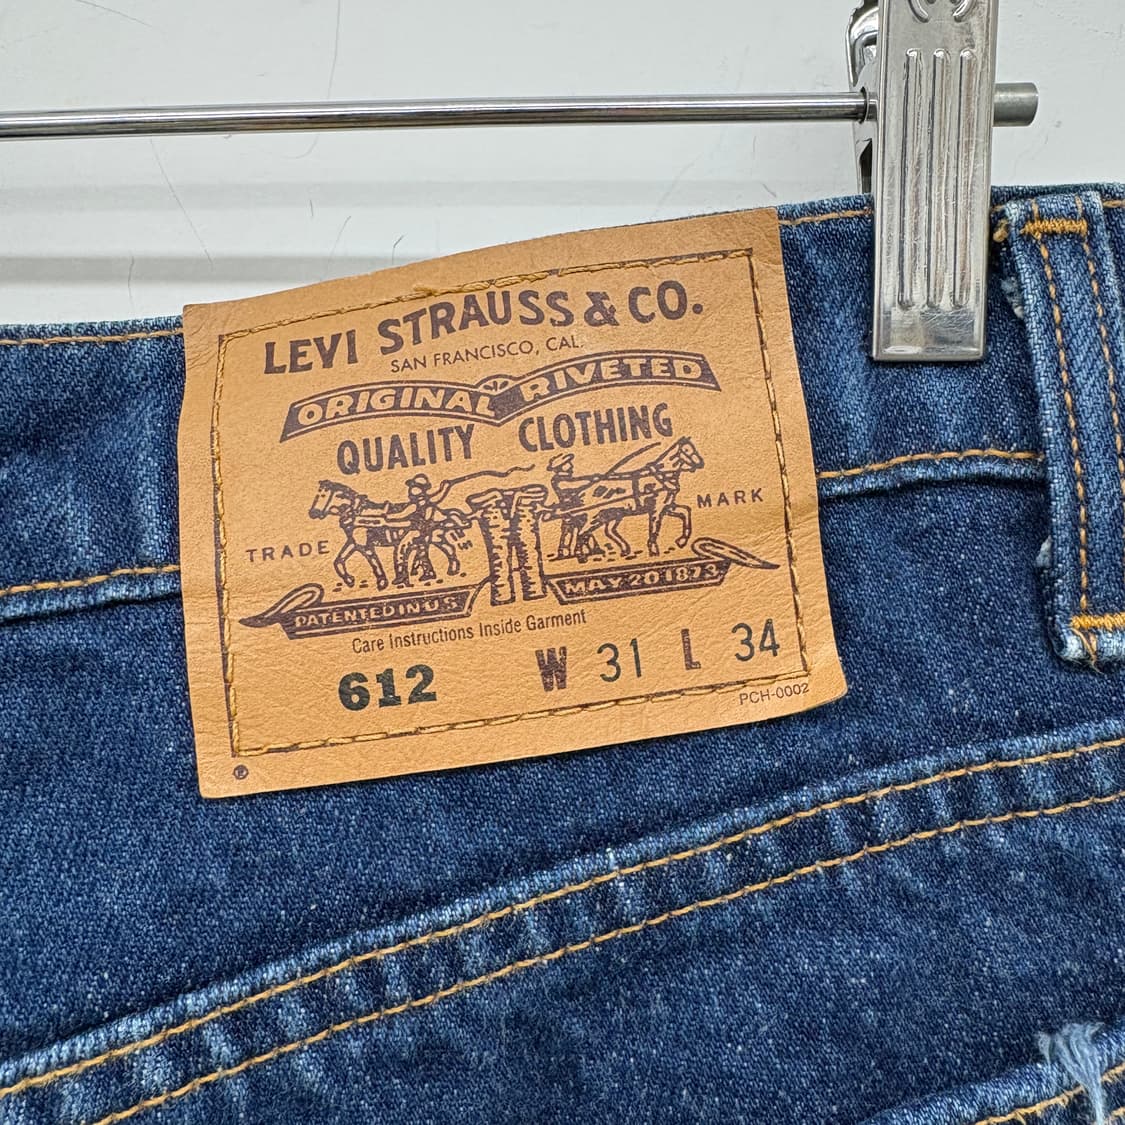 LEVI STRAUSS & CO.
SAN FRANCISCO, CAL.
ORIGINAL RIVETED
QUALITY CLOTHING
TRADE MARK
PATENTED IN U.S. MAY 20 1873
Care Instructions Inside Garment
612 W 31 L 34
PCH-0002
®